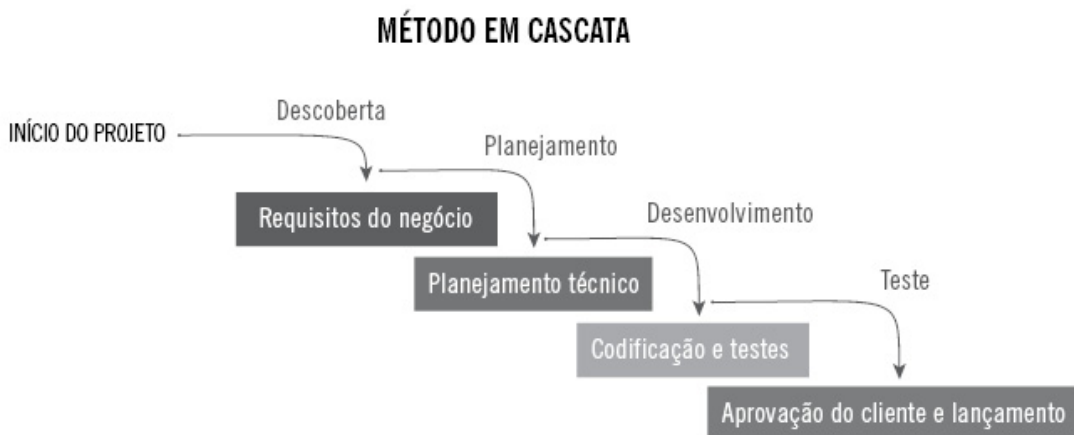 MÉTODO EM CASCATA
INÍCIO DO PROJETO
Descoberta
Requisitos do negócio
Planejamento
Planejamento técnico
Desenvolvimento
Codificação e testes
Teste
Aprovação do cliente e lançamento